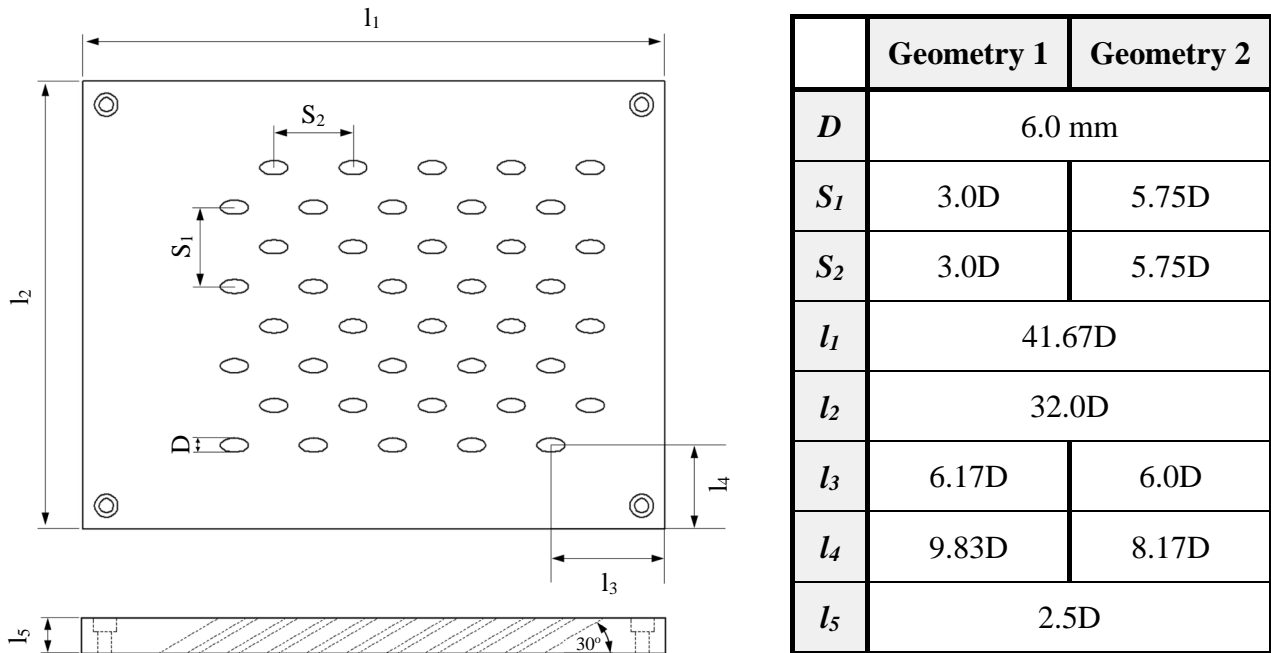 l₁
S₂
S₁
l₂
D
l₄
l₃
l₅
30º
Geometry 1 Geometry 2
D 6.0 mm
S₁ 3.0D 5.75D
S₂ 3.0D 5.75D
l₁ 41.67D
l₂ 32.0D
l₃ 6.17D 6.0D
l₄ 9.83D 8.17D
l₅ 2.5D